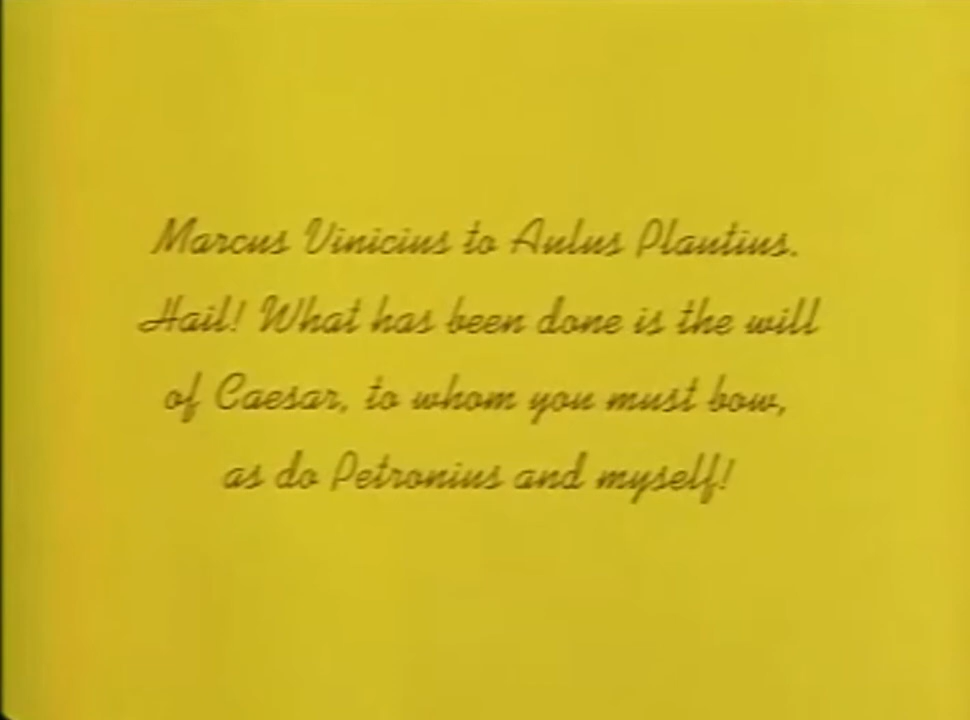 Marcus Vinicius to Aulus Plautius.
Hail! What has been done is the will
of Caesar, to whom you must bow,
as do Petronius and myself!